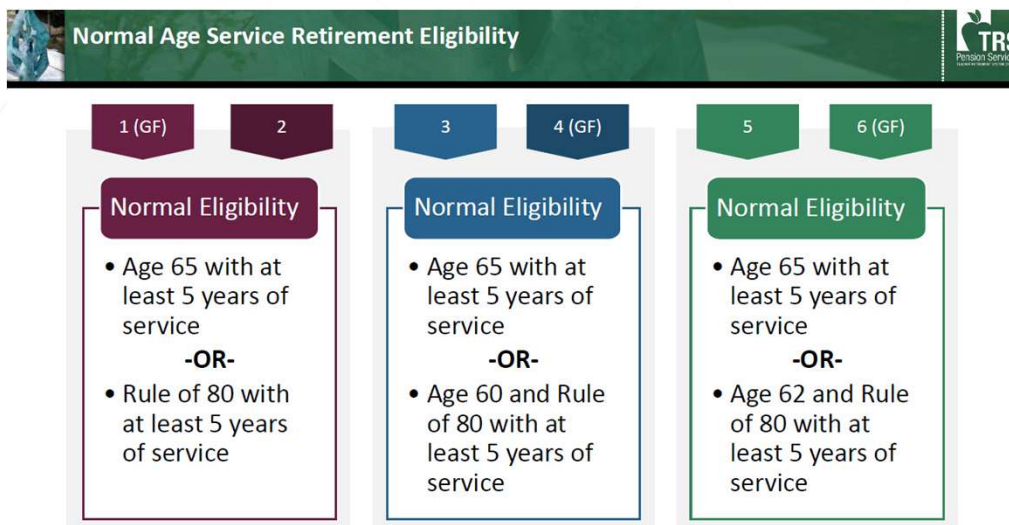 Normal Age Service Retirement Eligibility
TRS
Pension Service
1 (GF)
2
3
4 (GF)
5
6 (GF)
Normal Eligibility
• Age 65 with at
least 5 years of
service
-OR-
• Rule of 80 with
at least 5 years
of service
Normal Eligibility
• Age 65 with at
least 5 years of
service
-OR-
• Age 60 and Rule
of 80 with at
least 5 years of
service
Normal Eligibility
• Age 65 with at
least 5 years of
service
-OR-
• Age 62 and Rule
of 80 with at
least 5 years of
service